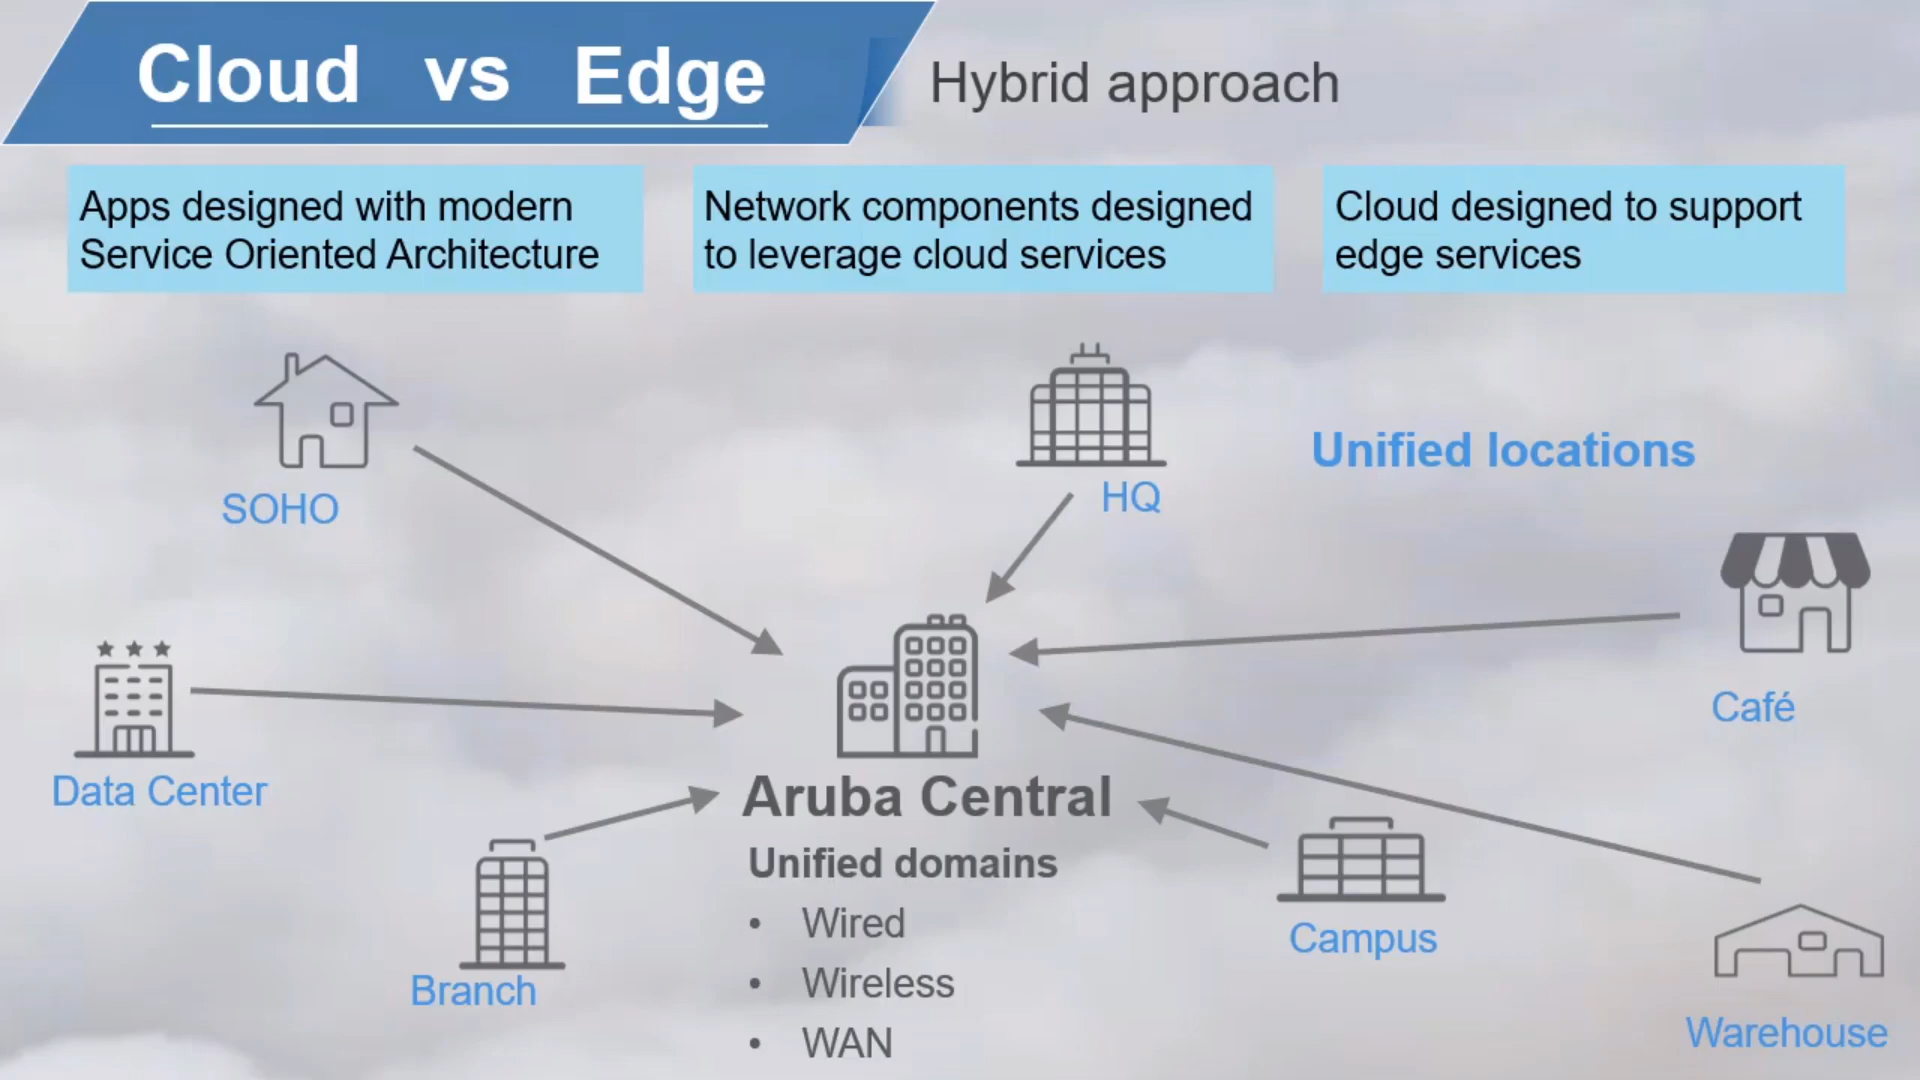 Cloud vs Edge
Hybrid approach
Apps designed with modern
Service Oriented Architecture
Network components designed
to leverage cloud services
Cloud designed to support
edge services
SOHO
HQ
Unified locations
Café
Data Center
Aruba Central
Unified domains
• Wired
• Wireless
• WAN
Branch
Campus
Warehouse